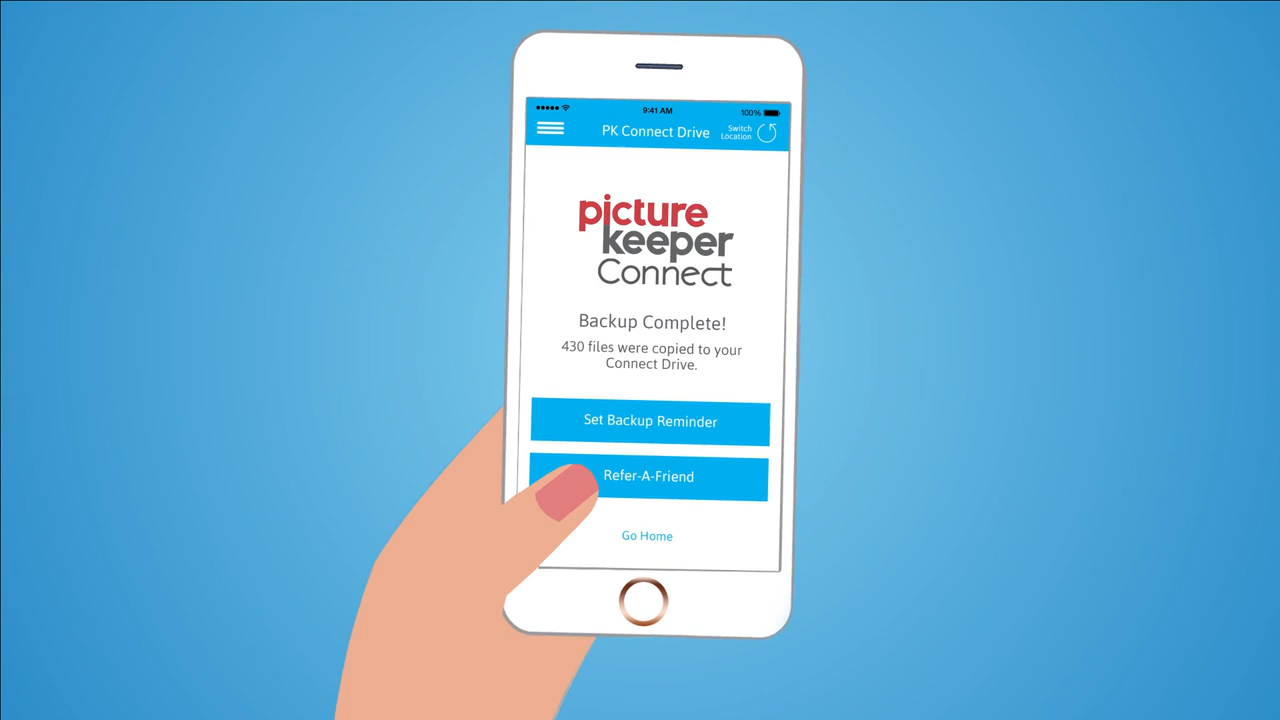 9:41 AM
100%
PK Connect Drive
Switch
Location
picture
keeper
Connect
Backup Complete!
430 files were copied to your
Connect Drive.
Set Backup Reminder
Refer-A-Friend
Go Home